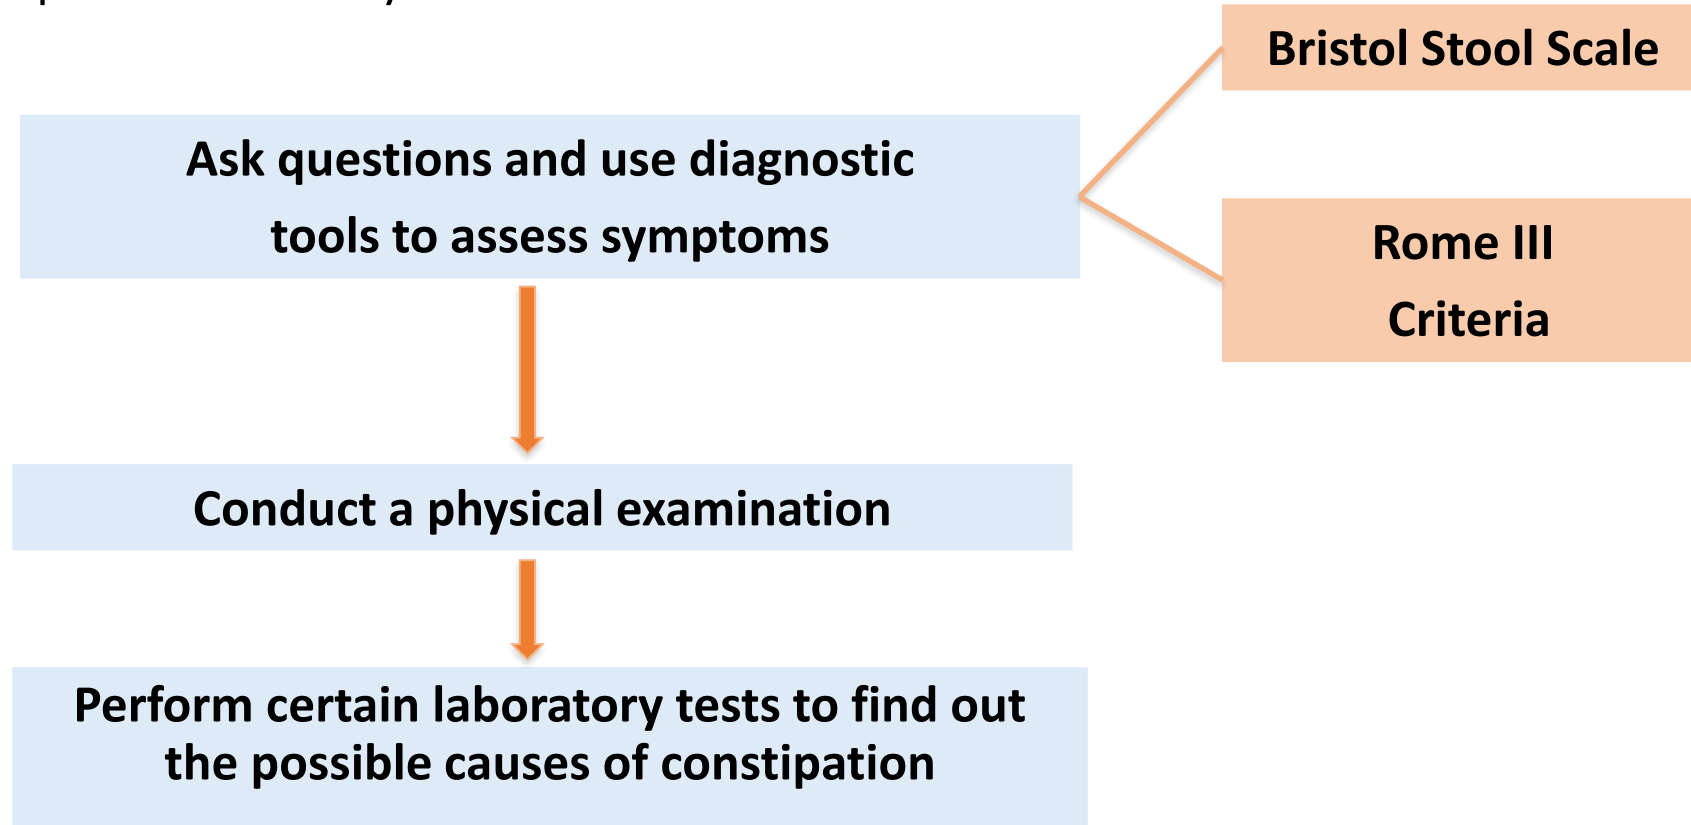 Bristol Stool Scale
Ask questions and use diagnostic
tools to assess symptoms
Rome III
Criteria
Conduct a physical examination
Perform certain laboratory tests to find out
the possible causes of constipation